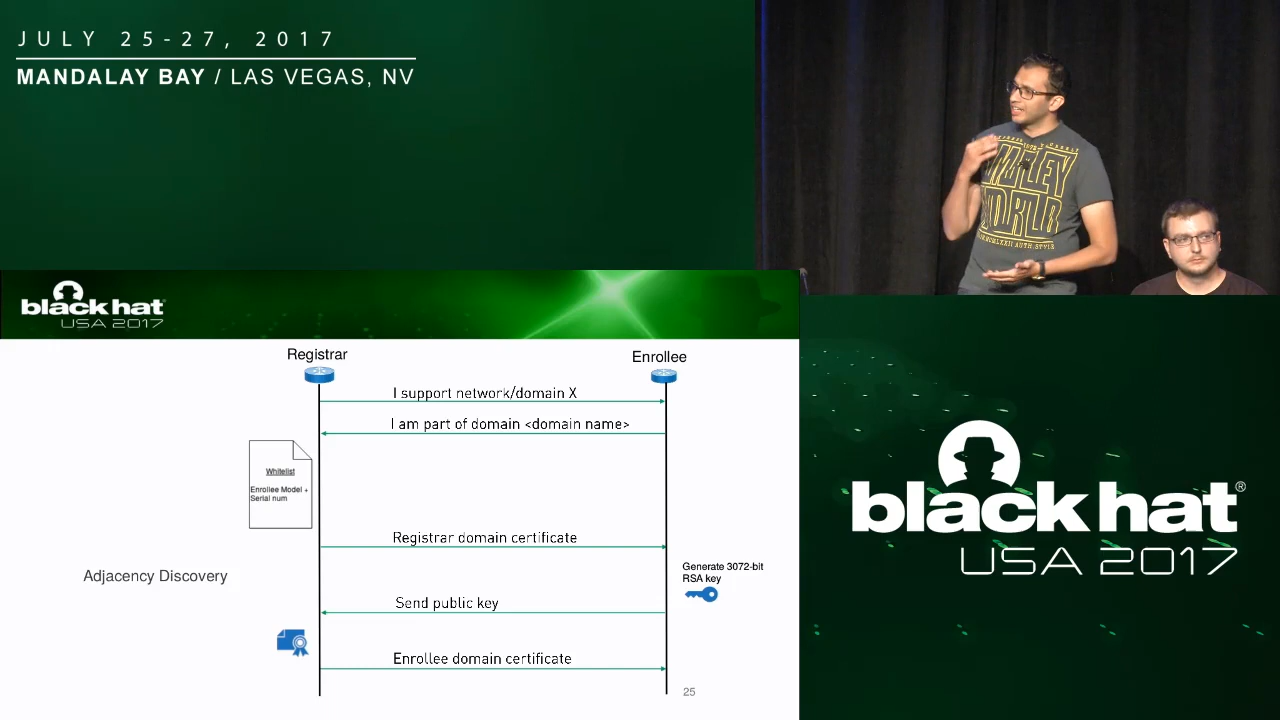 JULY 25-27, 2017
MANDALAY BAY / LAS VEGAS, NV
black hat
USA 2017
Registrar
Enrollee
I support network/domain X
I am part of domain <domain name>
Whitelist
Enrollee Model +
Serial num
Registrar domain certificate
Adjacency Discovery
Generate 3072-bit
RSA key
Send public key
Enrollee domain certificate
25
WORLD
black hat®
USA 2017